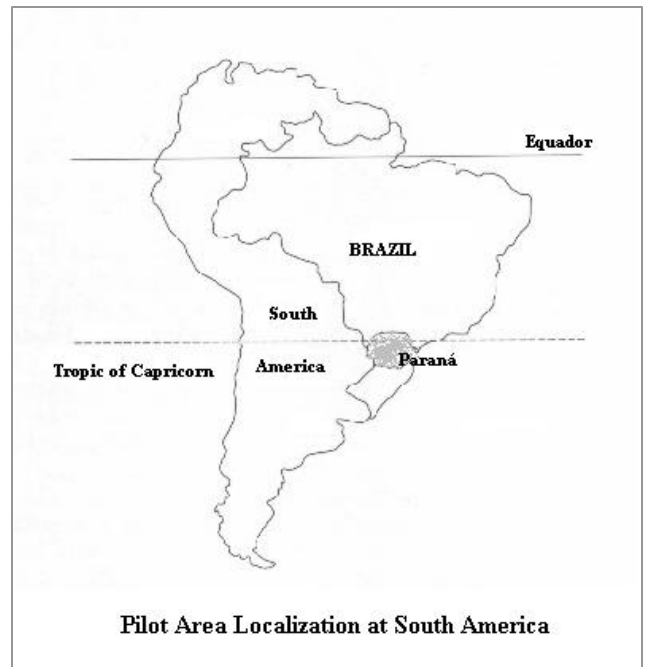 Equador
BRAZIL
South
Tropic of Capricorn
America
Paraná
Pilot Area Localization at South America